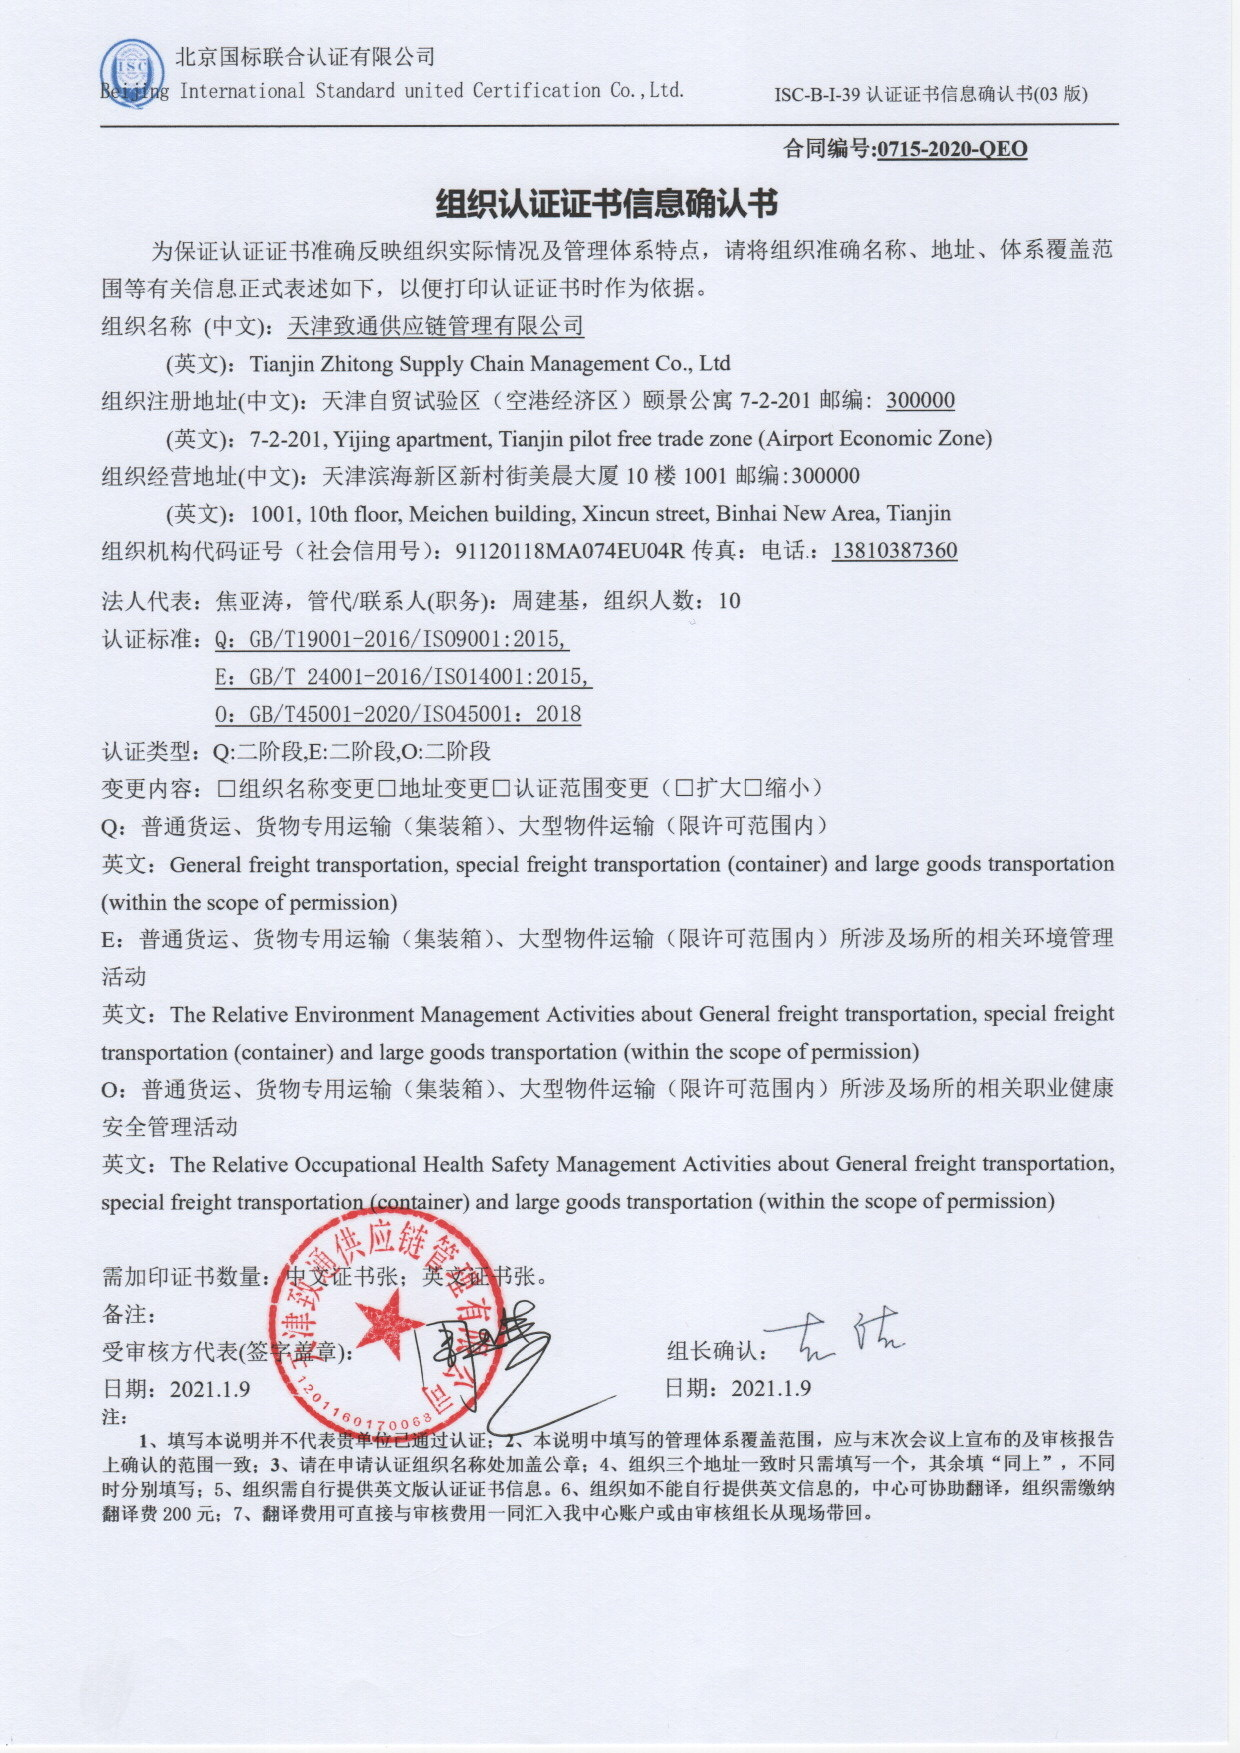 北京国标联合认证有限公司
Beijing International Standard united Certification Co.,Ltd.
ISC-B-I-39 认证证书信息确认书(03 版)
合同编号:0715-2020-QEO
组织认证证书信息确认书
为保证认证证书准确反映组织实际情况及管理体系特点，请将组织准确名称、地址、体系覆盖范
围等有关信息正式表述如下，以便打印认证证书时作为依据。
组织名称 (中文)：天津致通供应链管理有限公司
(英文)：Tianjin Zhitong Supply Chain Management Co., Ltd
组织注册地址(中文)：天津自贸试验区（空港经济区）颐景公寓 7-2-201 邮编：300000
(英文)：7-2-201, Yijing apartment, Tianjin pilot free trade zone (Airport Economic Zone)
组织经营地址(中文)：天津滨海新区新村街美晨大厦 10 楼 1001 邮编:300000
(英文)：1001, 10th floor, Meichen building, Xincun street, Binhai New Area, Tianjin
组织机构代码证号（社会信用号)：91120118MA074EU04R 传真：电话.：13810387360
法人代表：焦亚涛，管代/联系人(职务)：周建基，组织人数：10
认证标准：Q：GB/T19001-2016/ISO9001:2015,
E：GB/T 24001-2016/ISO14001:2015,
O：GB/T45001-2020/ISO45001：2018
认证类型：Q:二阶段,E:二阶段,O:二阶段
变更内容：□组织名称变更□地址变更□认证范围变更（□扩大□缩小）
Q：普通货运、货物专用运输（集装箱）、大型物件运输（限许可范围内）
英文：General freight transportation, special freight transportation (container) and large goods transportation
(within the scope of permission)
E：普通货运、货物专用运输（集装箱）、大型物件运输（限许可范围内）所涉及场所的相关环境管理
活动
英文：The Relative Environment Management Activities about General freight transportation, special freight
transportation (container) and large goods transportation (within the scope of permission)
O：普通货运、货物专用运输（集装箱）、大型物件运输（限许可范围内）所涉及场所的相关职业健康
安全管理活动
英文：The Relative Occupational Health Safety Management Activities about General freight transportation,
special freight transportation (container) and large goods transportation (within the scope of permission)
需加印证书数量：中文证书张；英文证书张。
备注：
受审核方代表(签字盖章)：
组长确认：
日期：2021.1.9
日期：2021.1.9
天津致通供应链管理有限公司
1201160170068
注：
1、填写本说明并不代表贵单位已通过认证；2、本说明中填写的管理体系覆盖范围，应与末次会议上宣布的及审核报告
上确认的范围一致；3、请在申请认证组织名称处加盖公章；4、组织三个地址一致时只需填写一个，其余填“同上”，不同
时分别填写；5、组织需自行提供英文版认证证书信息。6、组织如不能自行提供英文信息的，中心可协助翻译，组织需缴纳
翻译费 200 元；7、翻译费用可直接与审核费用一同汇入我中心账户或由审核组长从现场带回。